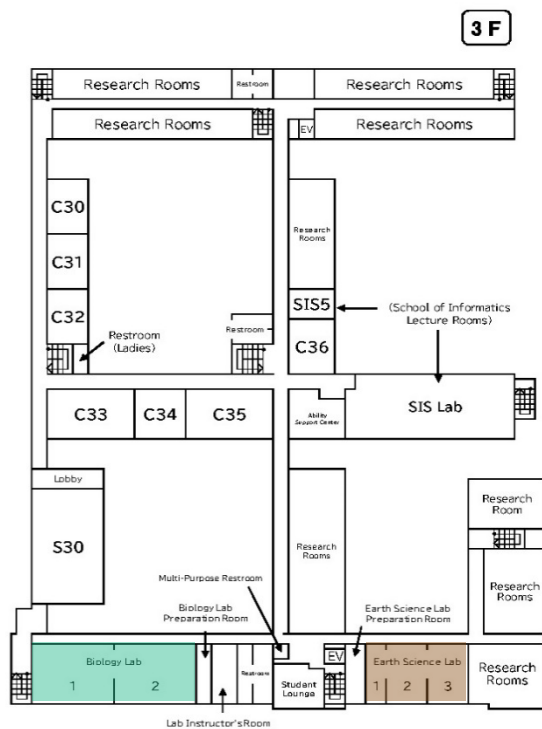 3 F
Research Rooms
Restroom
Research Rooms
Research Rooms
EV
Research Rooms
C30
C31
C32
Research
Rooms
SIS5
(School of Informatics
Lecture Rooms)
Restroom
(Ladies)
Restroom
C36
C33
C34
C35
Ability
Support Center
SIS Lab
Lobby
S30
Research
Rooms
Research
Room
Research
Rooms
Multi-Purpose Restroom
Biology Lab
Preparation Room
Earth Science Lab
Preparation Room
Biology Lab
1
2
Restroom
EV
Student
Lounge
Earth Science Lab
1
2
3
Research
Rooms
Lab Instructor's Room